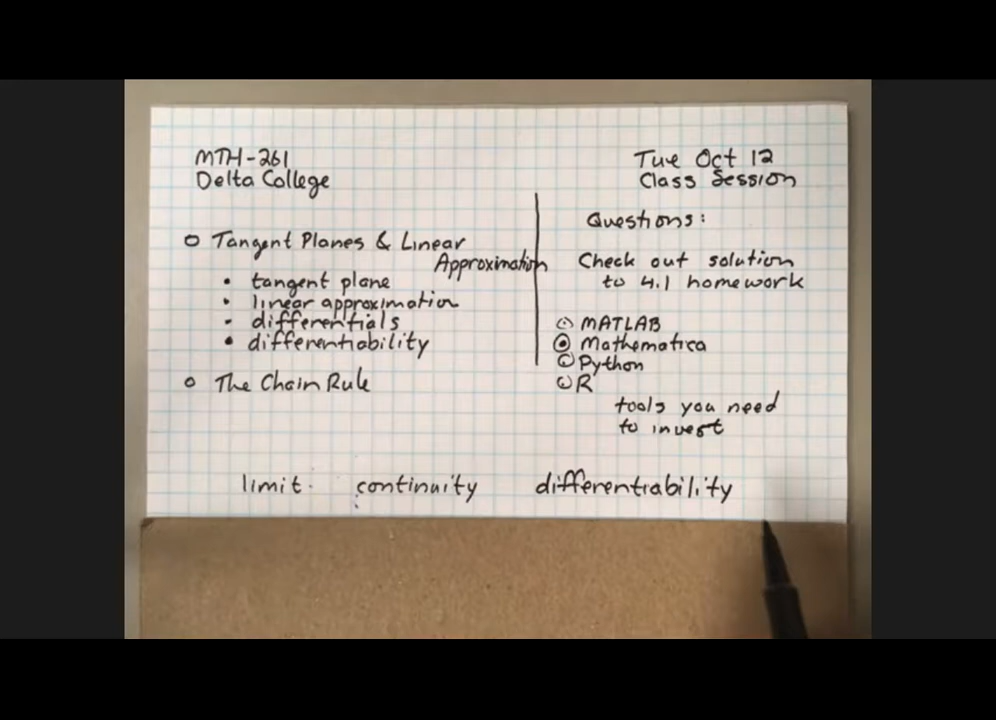 MTH-261
Delta College
Tue Oct 12
Class Session
○ Tangent Planes & Linear
Approximation
• tangent plane
• linear approximation
• differentials
• differentiability
○ The Chain Rule
Questions:
Check out solution
to 4.1 homework
○ MATLAB
◉ Mathematica
○ Python
○ R
tools you need
to invest
limit. continuity differentiability